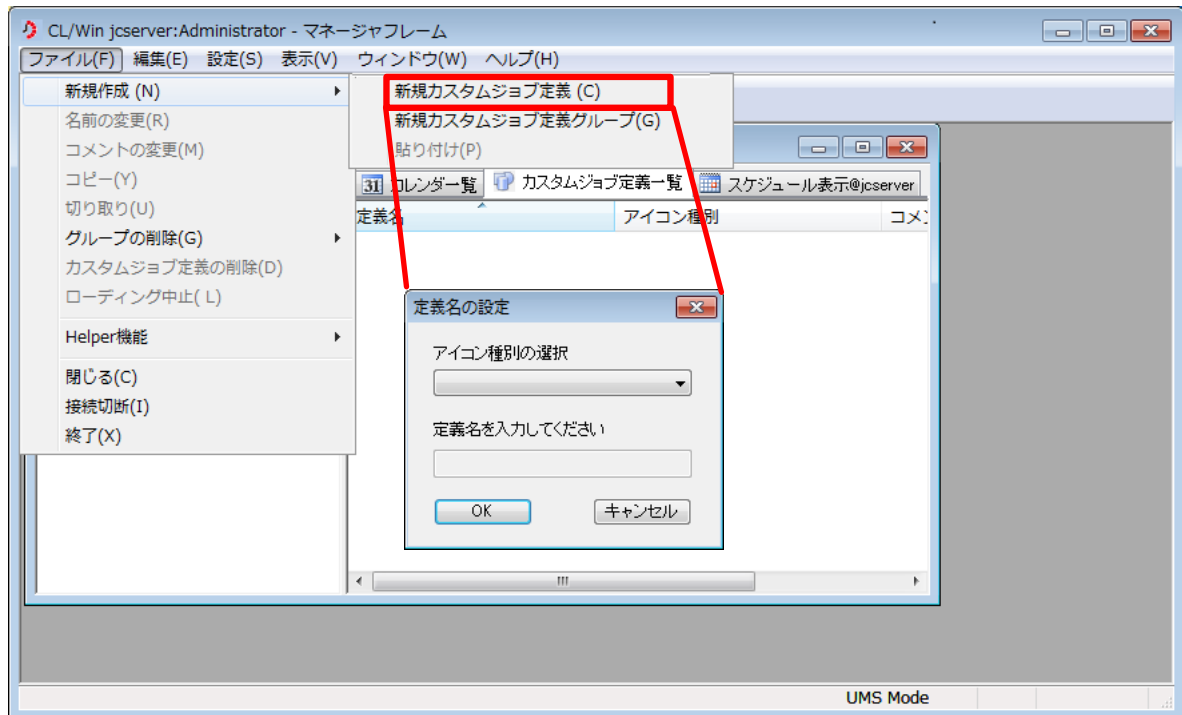 CL/Win jcserver:Administrator - マネージャフレーム
ファイル(F) 編集(E) 設定(S) 表示(V) ウィンドウ(W) ヘルプ(H)
新規作成 (N)
名前の変更(R)
コメントの変更(M)
コピー(Y)
切り取り(U)
グループの削除(G)
カスタムジョブ定義の削除(D)
ローディング中止( L)
Helper機能
閉じる(C)
接続切断(I)
終了(X)
新規カスタムジョブ定義 (C)
新規カスタムジョブ定義グループ(G)
貼り付け(P)
31 カレンダー覧 カスタムジョブ定義一覧 スケジュール表示@jcserver
定義名 アイコン種別 コメ
定義名の設定
アイコン種別の選択
定義名を入力してください
OK キャンセル
UMS Mode